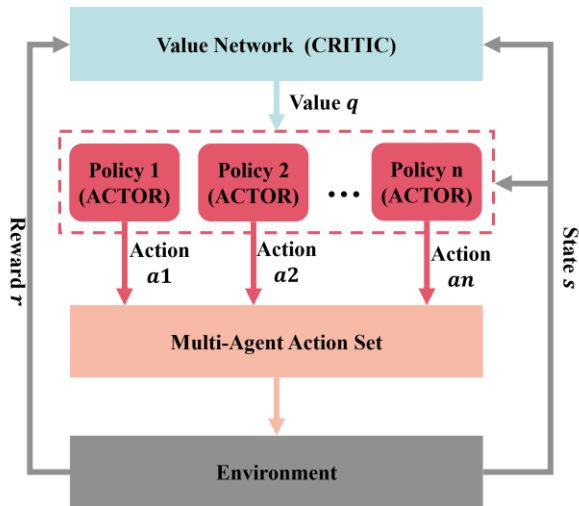 Value Network (CRITIC)
Value q
Policy 1
(ACTOR)
Policy 2
(ACTOR)
...
Policy n
(ACTOR)
Action
a1
Action
a2
Action
an
Reward r
State s
Multi-Agent Action Set
Environment